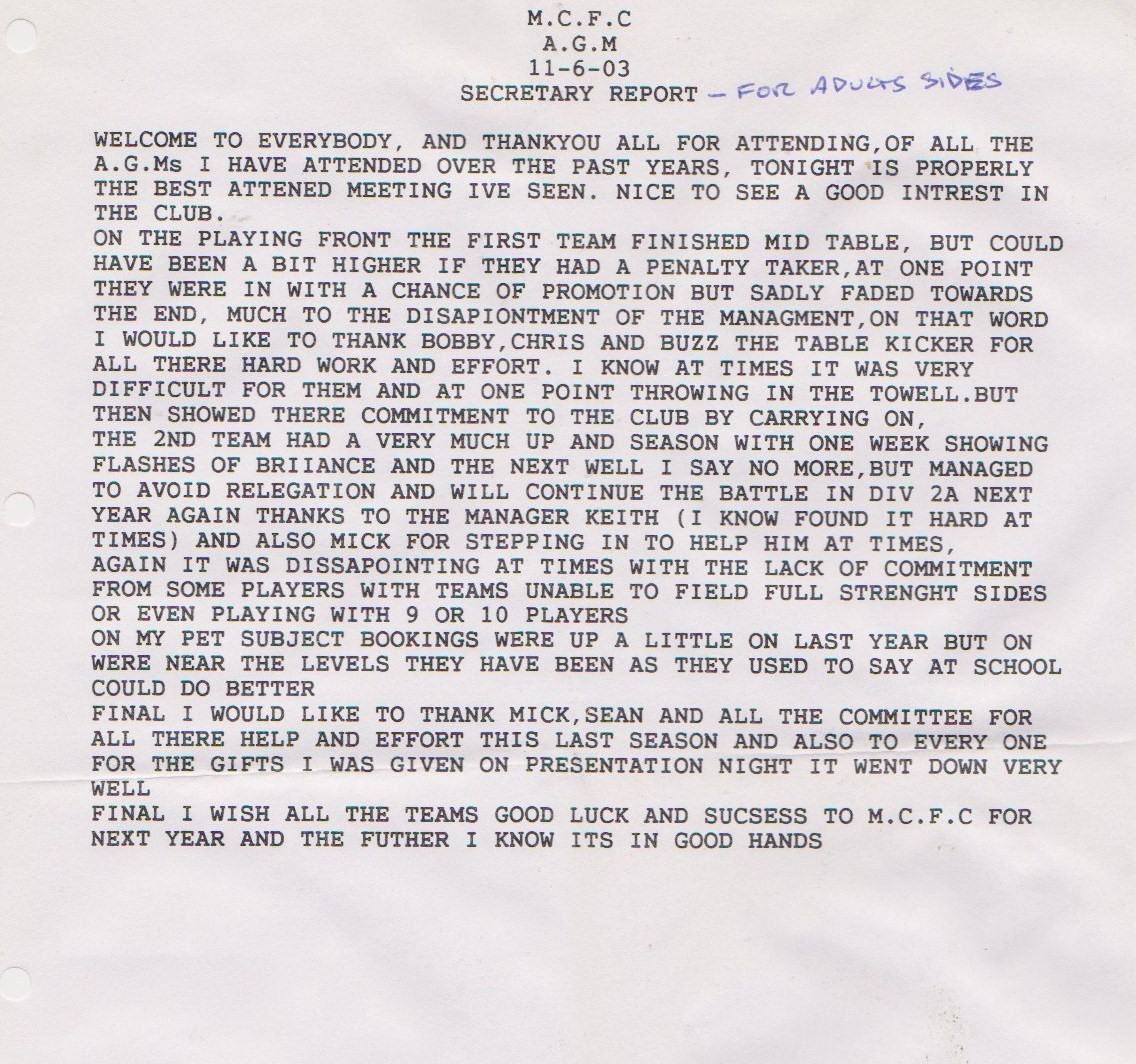 M.C.F.C
A.G.M
11-6-03
SECRETARY REPORT – FOR ADULTS SIDES
WELCOME TO EVERYBODY, AND THANKYOU ALL FOR ATTENDING,OF ALL THE
A.G.Ms I HAVE ATTENDED OVER THE PAST YEARS, TONIGHT IS PROPERLY
THE BEST ATTENED MEETING IVE SEEN. NICE TO SEE A GOOD INTREST IN
THE CLUB.
ON THE PLAYING FRONT THE FIRST TEAM FINISHED MID TABLE, BUT COULD
HAVE BEEN A BIT HIGHER IF THEY HAD A PENALTY TAKER,AT ONE POINT
THEY WERE IN WITH A CHANCE OF PROMOTION BUT SADLY FADED TOWARDS
THE END, MUCH TO THE DISAPIONTMENT OF THE MANAGMENT,ON THAT WORD
I WOULD LIKE TO THANK BOBBY,CHRIS AND BUZZ THE TABLE KICKER FOR
ALL THERE HARD WORK AND EFFORT. I KNOW AT TIMES IT WAS VERY
DIFFICULT FOR THEM AND AT ONE POINT THROWING IN THE TOWELL.BUT
THEN SHOWED THERE COMMITMENT TO THE CLUB BY CARRYING ON,
THE 2ND TEAM HAD A VERY MUCH UP AND SEASON WITH ONE WEEK SHOWING
FLASHES OF BRIIANCE AND THE NEXT WELL I SAY NO MORE,BUT MANAGED
TO AVOID RELEGATION AND WILL CONTINUE THE BATTLE IN DIV 2A NEXT
YEAR AGAIN THANKS TO THE MANAGER KEITH (I KNOW FOUND IT HARD AT
TIMES) AND ALSO MICK FOR STEPPING IN TO HELP HIM AT TIMES,
AGAIN IT WAS DISSAPOINTING AT TIMES WITH THE LACK OF COMMITMENT
FROM SOME PLAYERS WITH TEAMS UNABLE TO FIELD FULL STRENGHT SIDES
OR EVEN PLAYING WITH 9 OR 10 PLAYERS
ON MY PET SUBJECT BOOKINGS WERE UP A LITTLE ON LAST YEAR BUT ON
WERE NEAR THE LEVELS THEY HAVE BEEN AS THEY USED TO SAY AT SCHOOL
COULD DO BETTER
FINAL I WOULD LIKE TO THANK MICK,SEAN AND ALL THE COMMITTEE FOR
ALL THERE HELP AND EFFORT THIS LAST SEASON AND ALSO TO EVERY ONE
FOR THE GIFTS I WAS GIVEN ON PRESENTATION NIGHT IT WENT DOWN VERY
WELL
FINAL I WISH ALL THE TEAMS GOOD LUCK AND SUCSESS TO M.C.F.C FOR
NEXT YEAR AND THE FUTHER I KNOW ITS IN GOOD HANDS